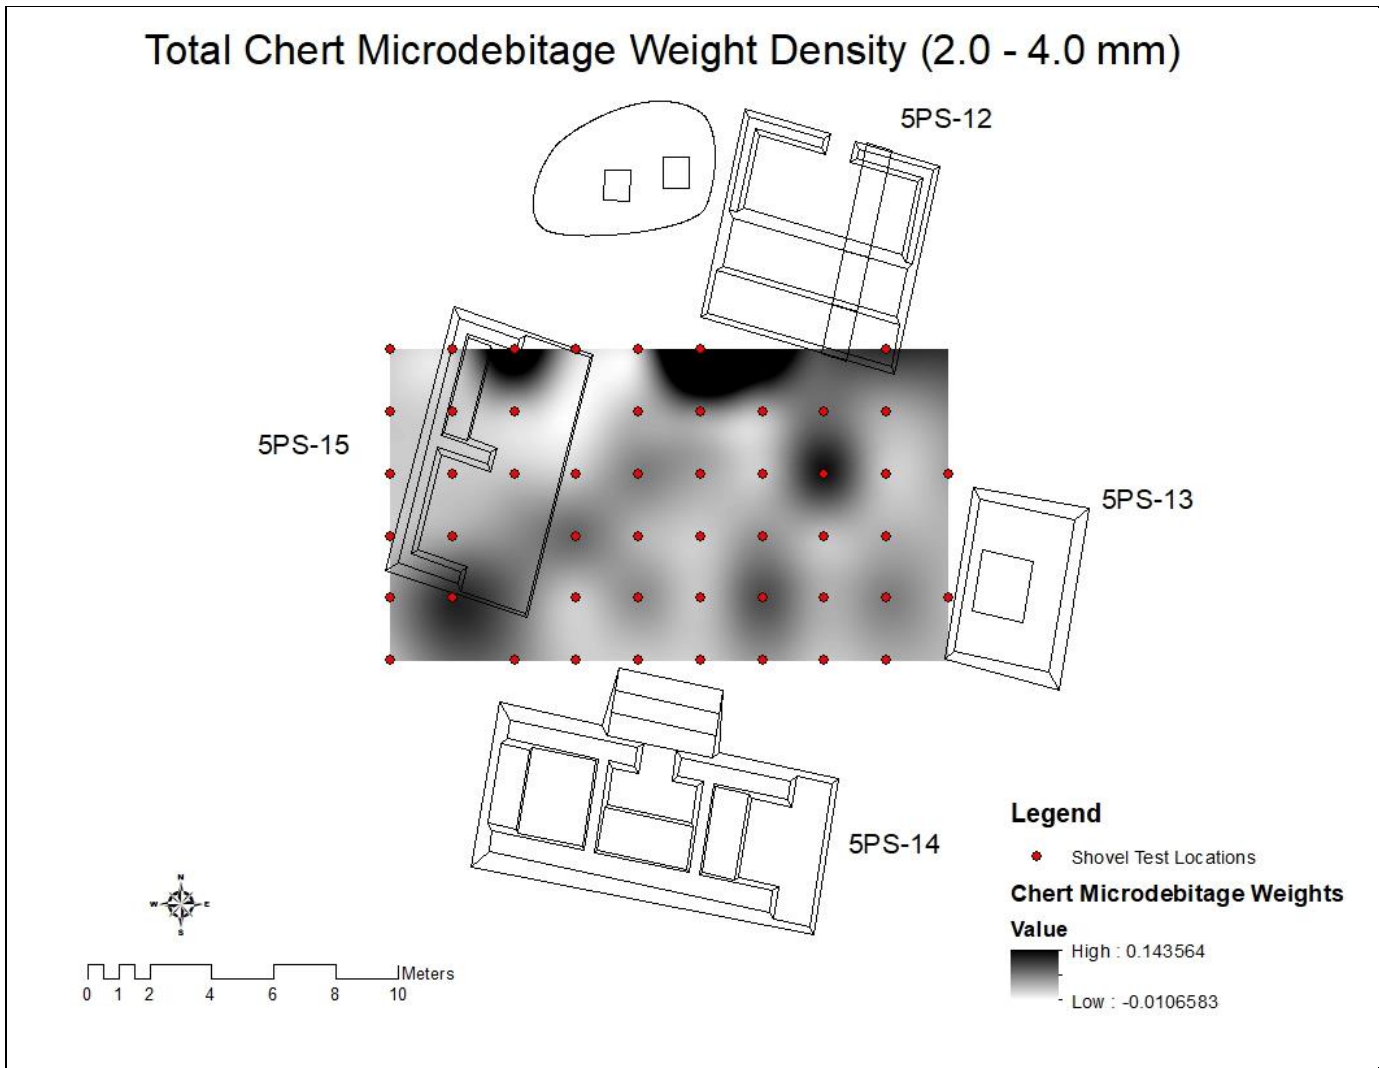 Total Chert Microdebitage Weight Density (2.0 - 4.0 mm)
5PS-12
5PS-15
5PS-13
5PS-14
Legend
Shovel Test Locations
Chert Microdebitage Weights
Value
High : 0.143564
Low : -0.0106583
N
W E
S
Meters
0 1 2 4 6 8 10